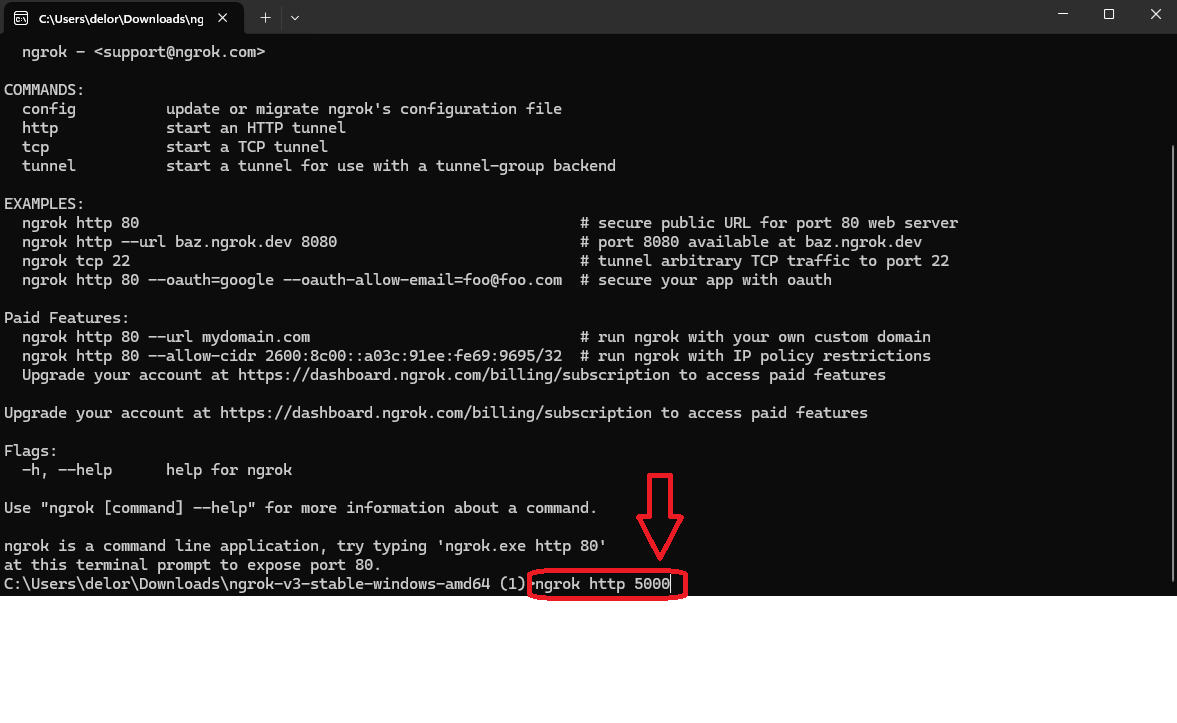 C:\Users\delor\Downloads\ng
ngrok - <support@ngrok.com>
COMMANDS:
config update or migrate ngrok's configuration file
http start an HTTP tunnel
tcp start a TCP tunnel
tunnel start a tunnel for use with a tunnel-group backend
EXAMPLES:
ngrok http 80 # secure public URL for port 80 web server
ngrok http --url baz.ngrok.dev 8080 # port 8080 available at baz.ngrok.dev
ngrok tcp 22 # tunnel arbitrary TCP traffic to port 22
ngrok http 80 --oauth=google --oauth-allow-email=foo@foo.com # secure your app with oauth
Paid Features:
ngrok http 80 --url mydomain.com # run ngrok with your own custom domain
ngrok http 80 --allow-cidr 2600:8c00::a03c:91ee:fe69:9695/32 # run ngrok with IP policy restrictions
Upgrade your account at https://dashboard.ngrok.com/billing/subscription to access paid features
Upgrade your account at https://dashboard.ngrok.com/billing/subscription to access paid features
Flags:
-h, --help help for ngrok
Use "ngrok [command] --help" for more information about a command.
ngrok is a command line application, try typing 'ngrok.exe http 80'
at this terminal prompt to expose port 80.
C:\Users\delor\Downloads\ngrok-v3-stable-windows-amd64 (1)>ngrok http 5000